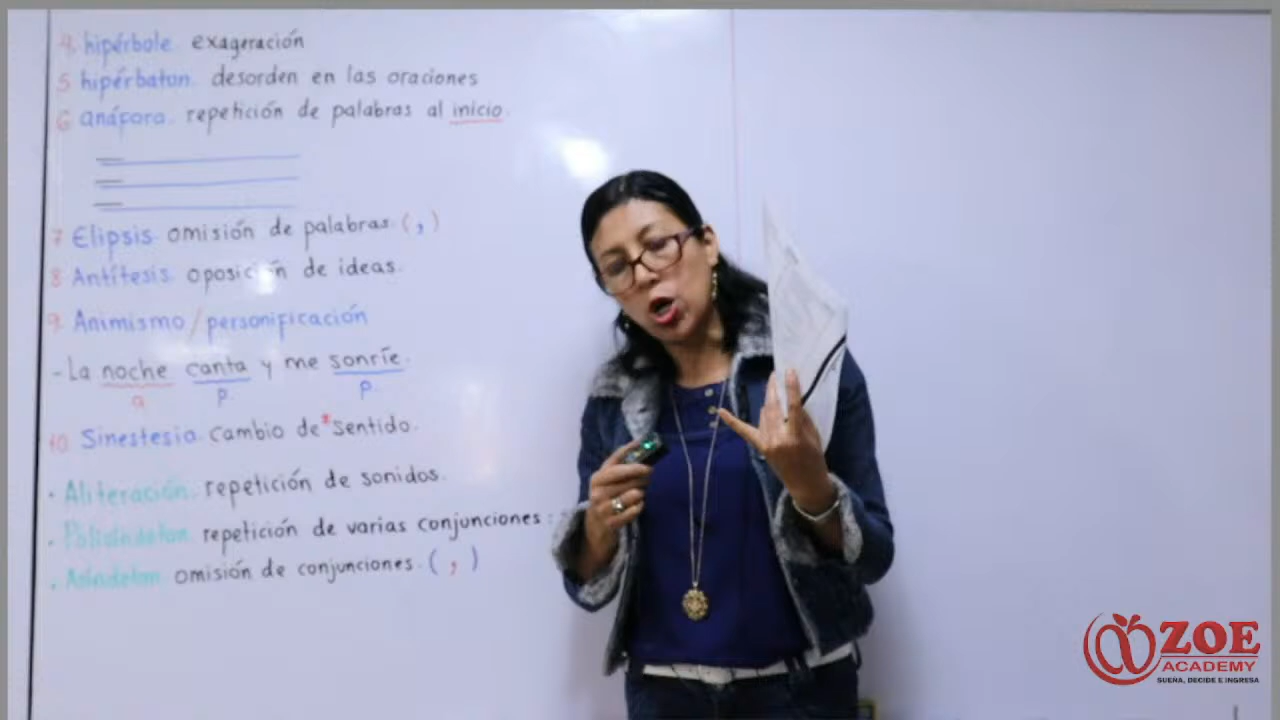 4. hipérbole. exageración
5 hipérbaton. desorden en las oraciones
6 anáfora. repetición de palabras al inicio.
7 Elipsis. omisión de palabras. ( , )
8 Antítesis. oposición de ideas.
9 Animismo / personificación
- La noche canta y me sonríe.
a p. p
10 Sinestesia. cambio de * sentido.
. Aliteración. repetición de sonidos.
. Polisíndeton. repetición de varias conjunciones:
. Asíndeton. omisión de conjunciones. ( , )
ZOE
ACADEMY
SUEÑA, DECIDE E INGRESA